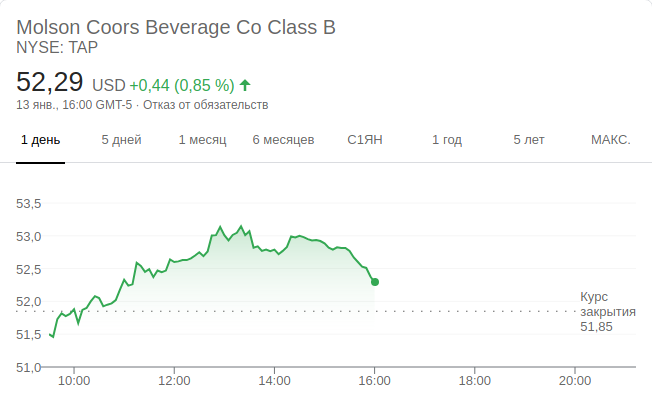 Molson Coors Beverage Co Class B
NYSE: TAP
52,29 USD +0,44 (0,85 %)
13 янв., 16:00 GMT-5 · Отказ от обязательств
1 день 5 дней 1 месяц 6 месяцев С1ЯН 1 год 5 лет МАКС.
53,5
53,0
52,5
52,0
51,5
51,0
Курс
закрытия
51,85
10:00 12:00 14:00 16:00 18:00 20:00